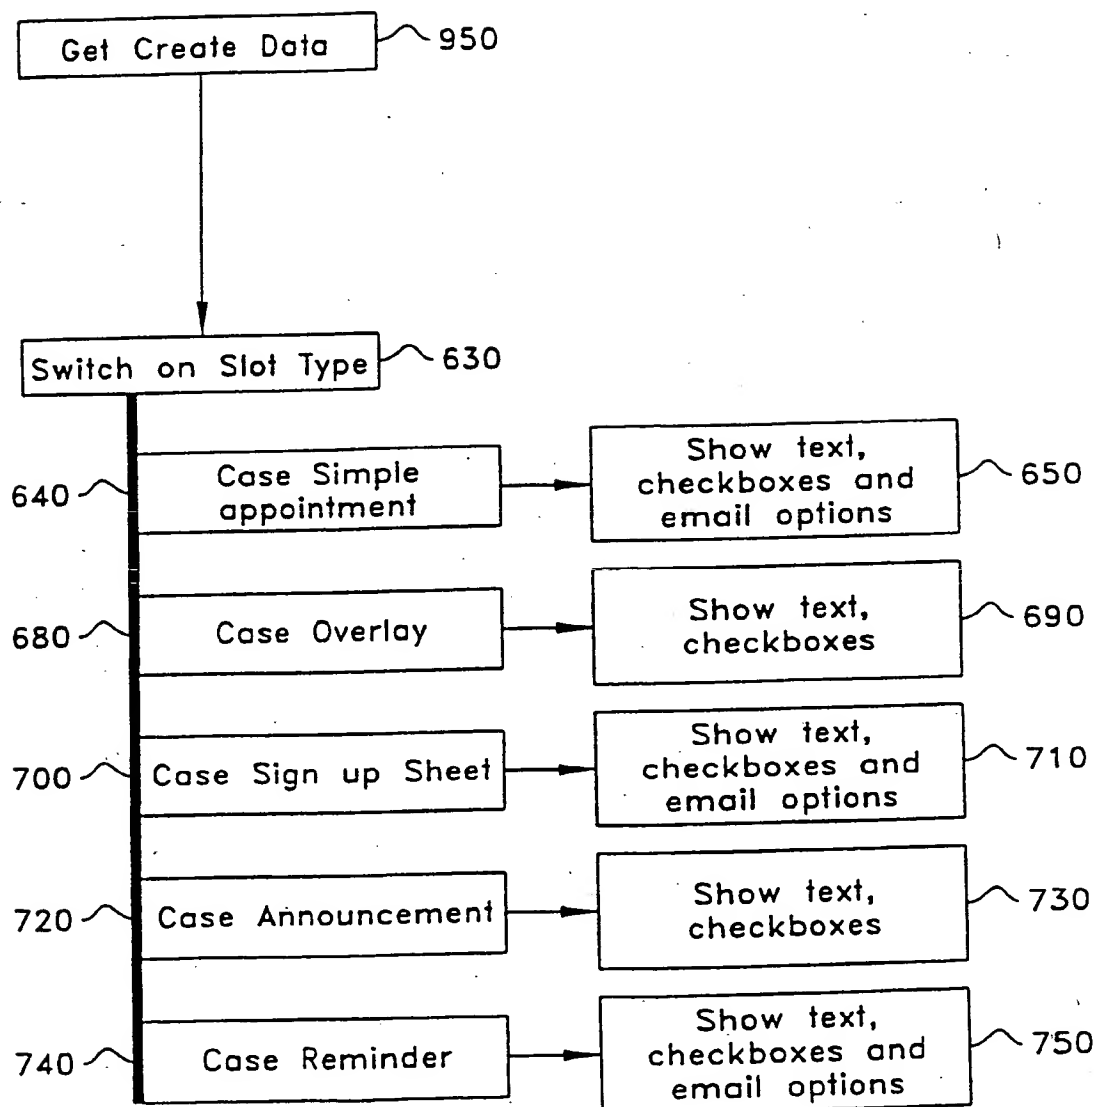 Get Create Data
950
Switch on Slot Type
630
640
Case Simple
appointment
Show text,
checkboxes and
email options
650
680
Case Overlay
Show text,
checkboxes
690
700
Case Sign up Sheet
Show text,
checkboxes and
email options
710
720
Case Announcement
Show text,
checkboxes
730
740
Case Reminder
Show text,
checkboxes and
email options
750